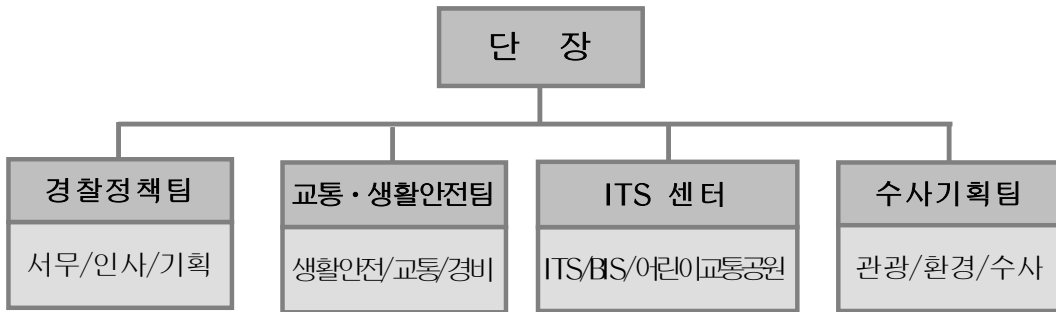 단 장
경찰정책팀
서무/인사/기획
교통·생활안전팀
생활안전/교통/경비
ITS 센터
ITS/BIS/어린이교통공원
수사기획팀
관광/환경/수사